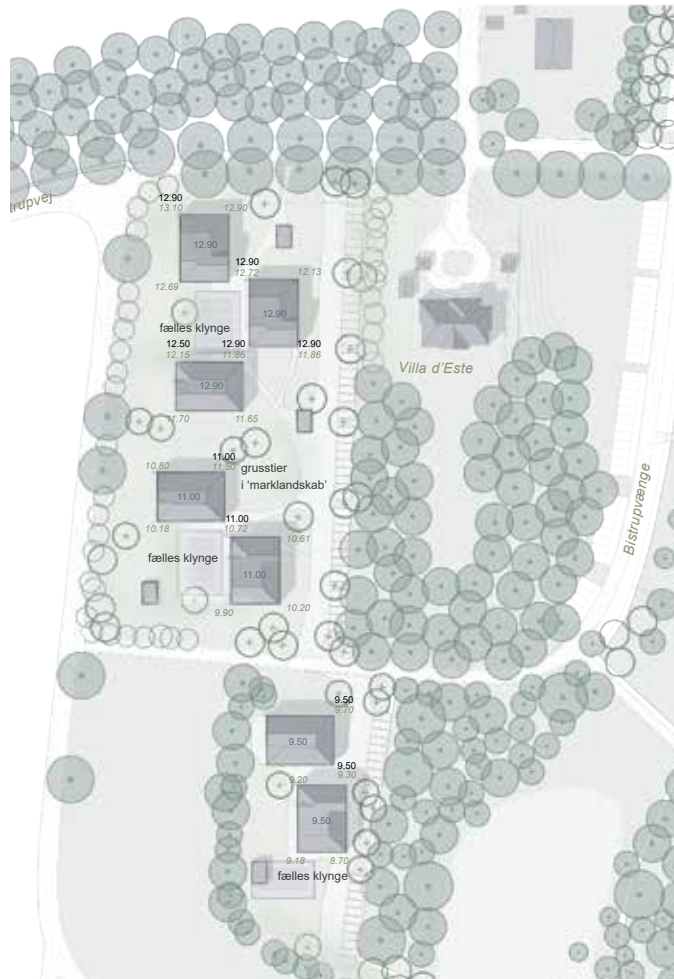 trupvej
12.90
13.10 12.90
12.90
12.90
12.72 12.13
12.69
12.90
fælles klynge
12.50 12.90 12.90
12.15 11.86 11.86
Villa d'Este
12.90
11.70 11.65
11.00
10.80 11.50 grusstier
i 'marklandskab'
11.00
11.00
10.18 10.72 10.61
Bistrupvænge
fælles klynge
11.00
9.90 10.20
9.50
9.70
9.50
9.50
9.20 9.30
9.50
9.18 8.70
fælles klynge